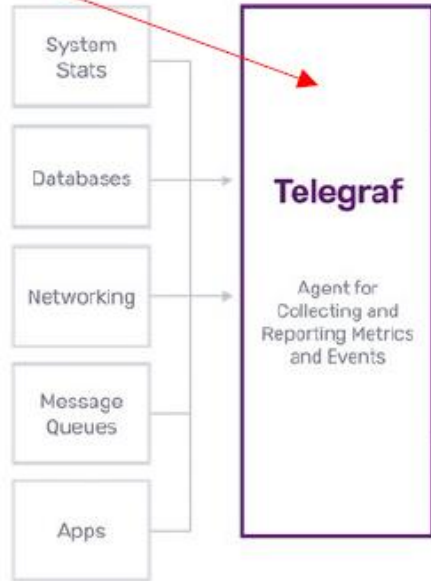 System
Stats
Databases
Networking
Message
Queues
Apps
Telegraf
Agent for
Collecting and
Reporting Metrics
and Events